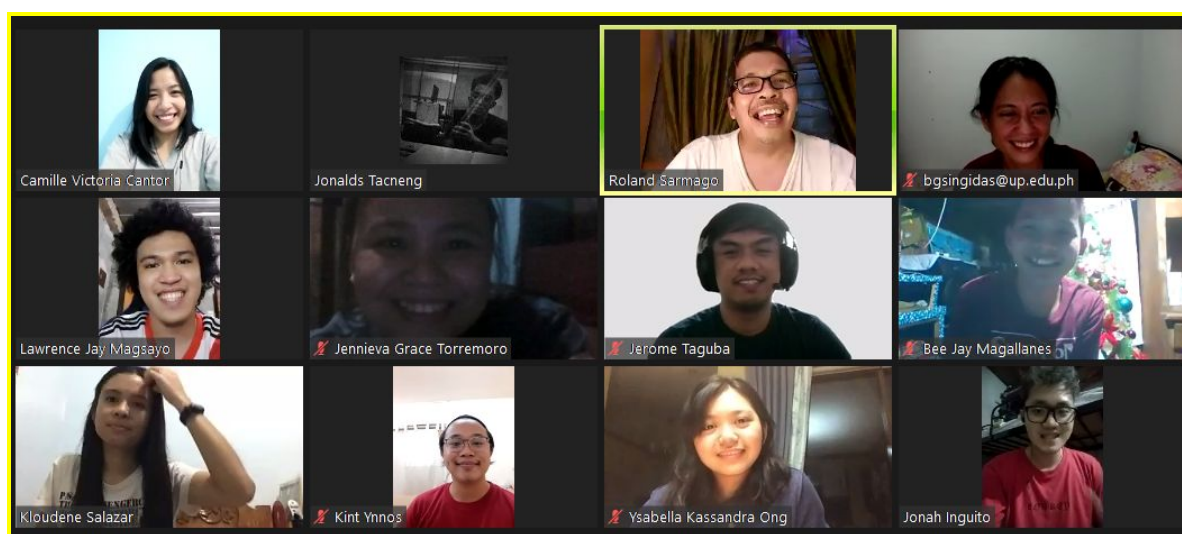 Camille Victoria Cantor
Jonalds Tacneng
Roland Sarmago
bgsingidas@up.edu.ph
Lawrence Jay Magsayo
Jennieva Grace Torremoro
Jerome Taguba
Bee Jay Magallanes
Kloudene Salazar
Kint Ynnos
Ysabella Kassandra Ong
Jonah Inguito